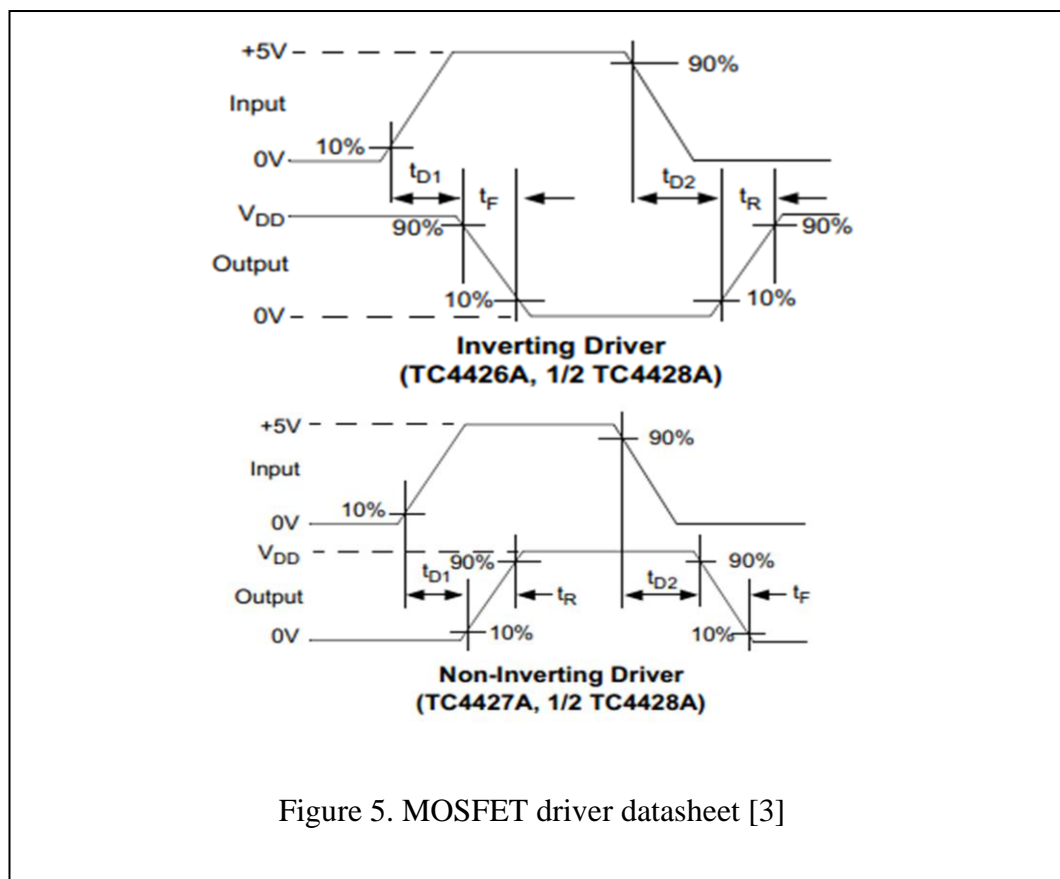 +5V
90%
Input
10%
0V
tD1
tD2
tF
tR
VDD
90%
90%
Output
10%
10%
0V
Inverting Driver
(TC4426A, 1/2 TC4428A)
+5V
90%
Input
10%
0V
VDD
90%
90%
tD1
tR
tD2
tF
Output
0V
10%
10%
Non-Inverting Driver
(TC4427A, 1/2 TC4428A)
Figure 5. MOSFET driver datasheet [3]